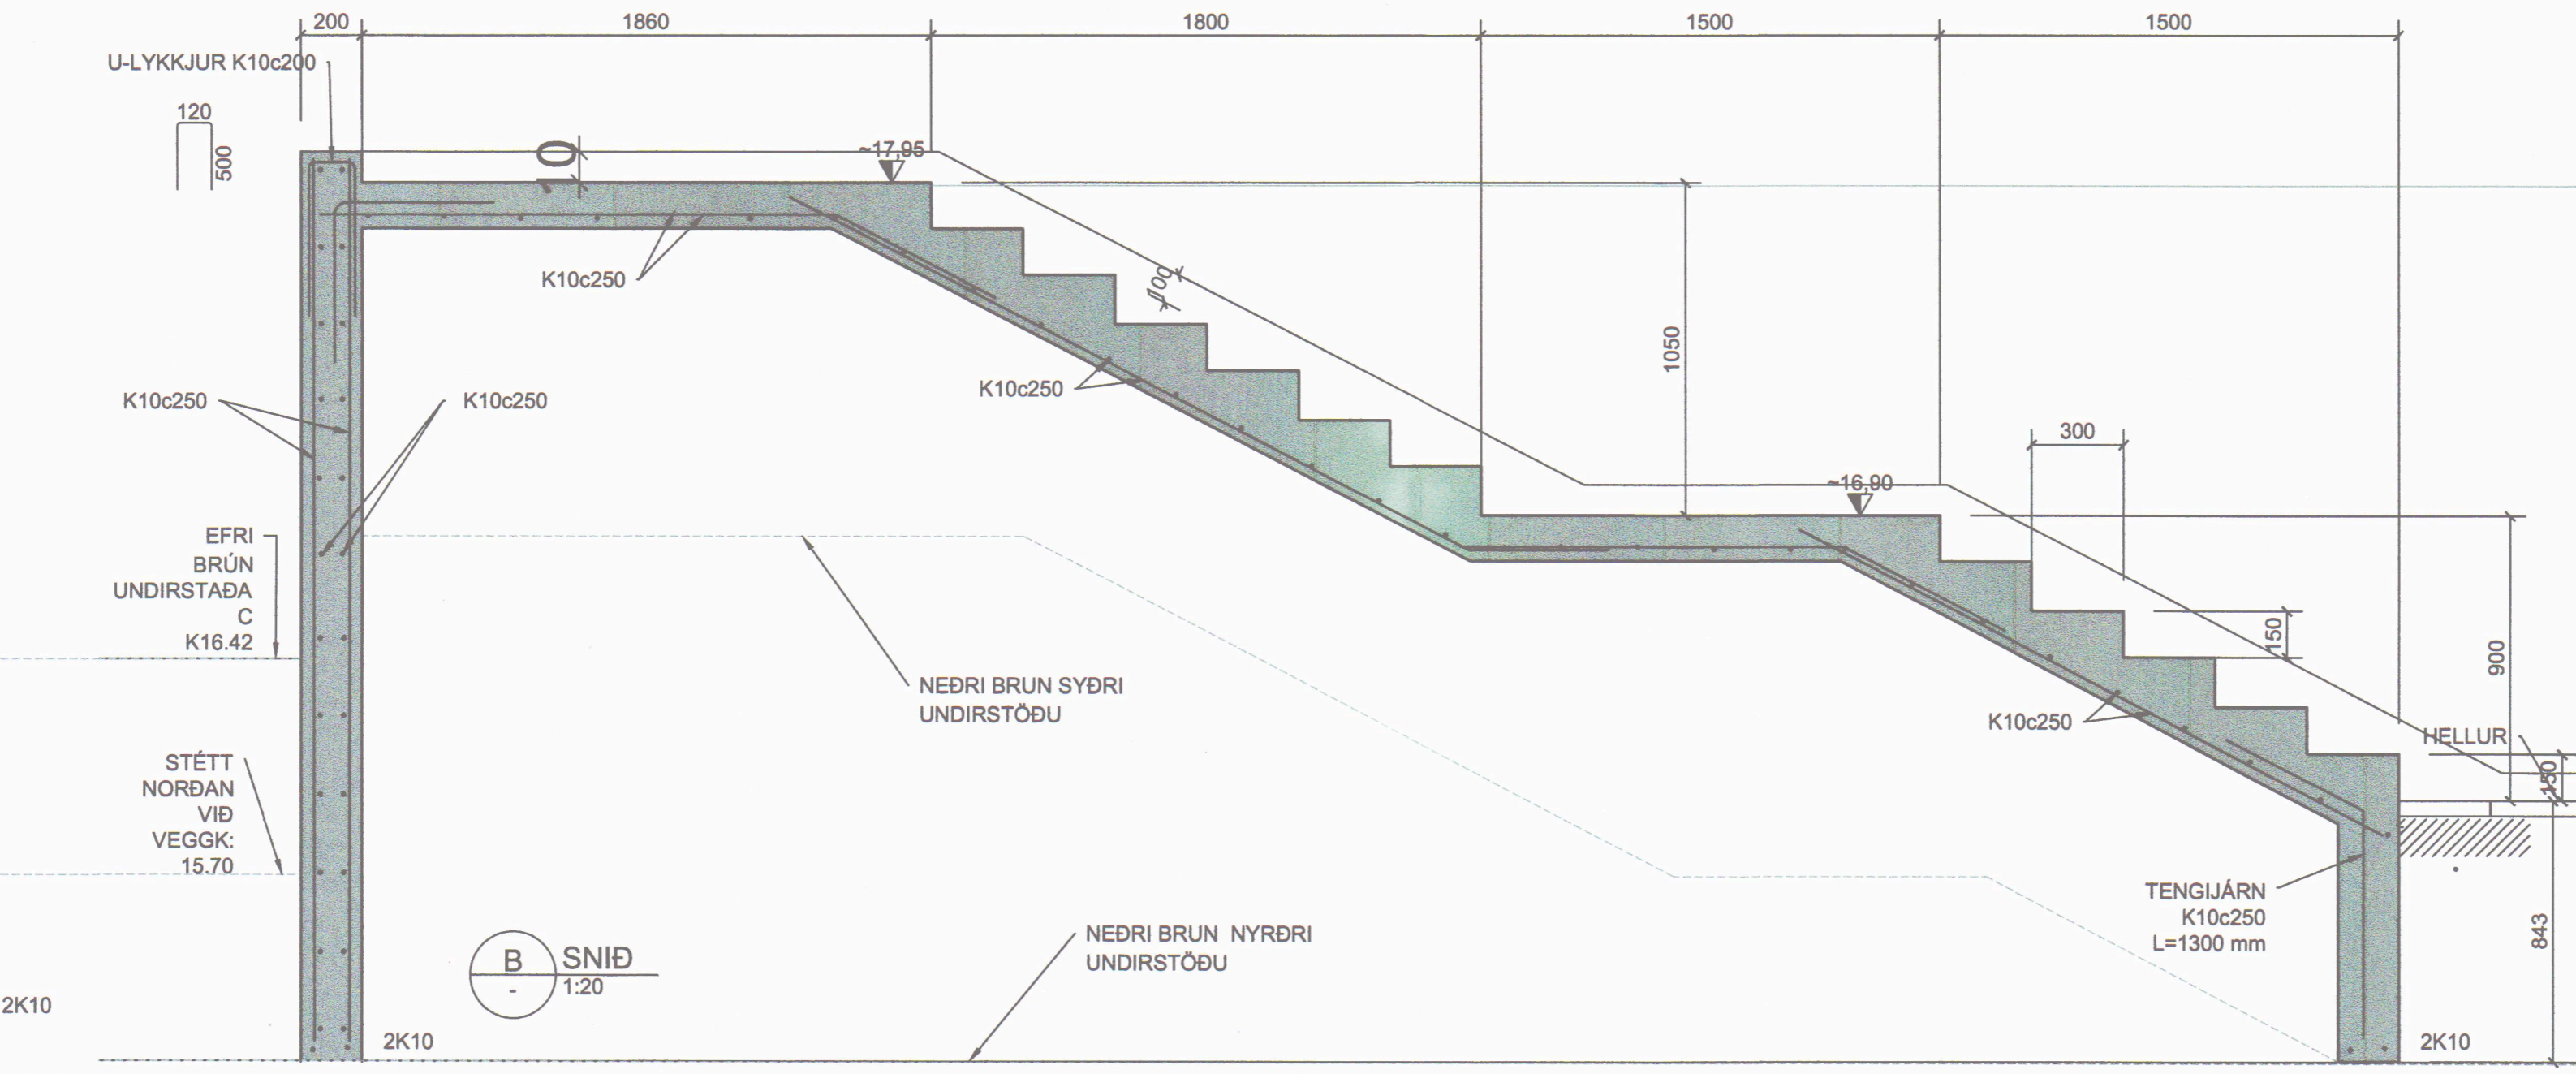 200
1860
1800
1500
1500
U-LYKKJUR K10c200
120
500
10
~17,95
K10c250
100
1050
K10c250
K10c250
K10c250
~16,90
300
150
900
EFRI
BRÚN
UNDIRSTAÐA
C
K16.42
NEÐRI BRUN SYÐRI
UNDIRSTÖÐU
K10c250
HELLUR
150
STÉTT
NORÐAN
VIÐ
VEGGK:
15.70
TENGIJÁRN
K10c250
L=1300 mm
843
B
-
SNIÐ
1:20
NEÐRI BRUN NYRÐRI
UNDIRSTÖÐU
2K10
2K10
2K10